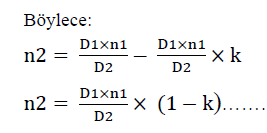 Böylece:
n2 = D1×n1/D2 − D1×n1/D2 × k
n2 = D1×n1/D2 × (1 − k).......